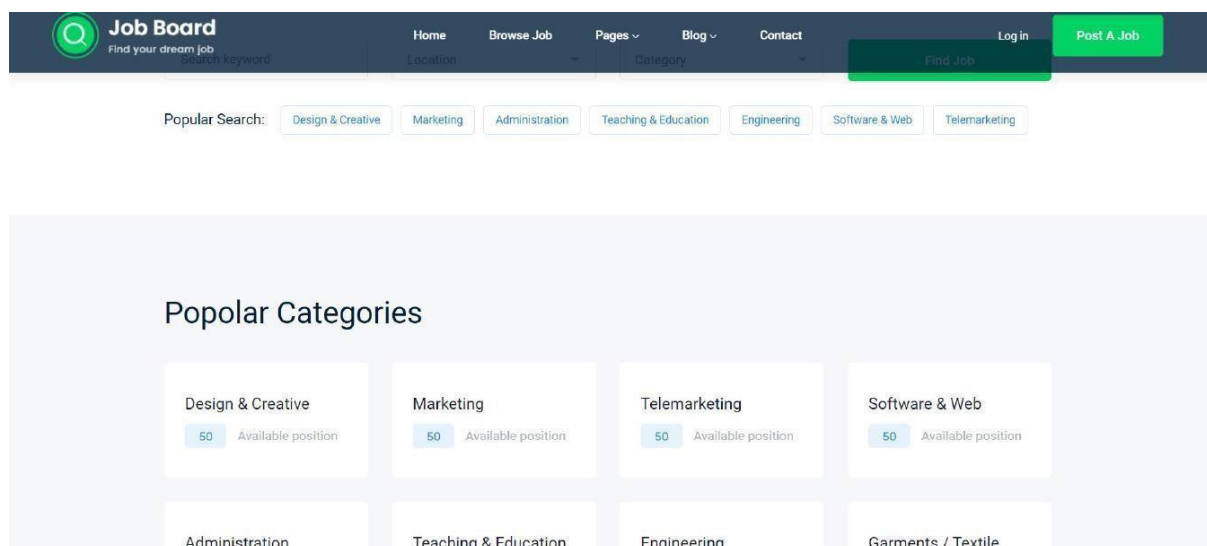 Job Board
Find your dream job
Home Browse Job Pages Blog Contact Log in Post A Job
Search keyword Location Category Find Job
Popular Search: Design & Creative Marketing Administration Teaching & Education Engineering Software & Web Telemarketing
Popolar Categories
Design & Creative Marketing Telemarketing Software & Web
50 Available position 50 Available position 50 Available position 50 Available position
Administration Teaching & Education Engineering Garments / Textile